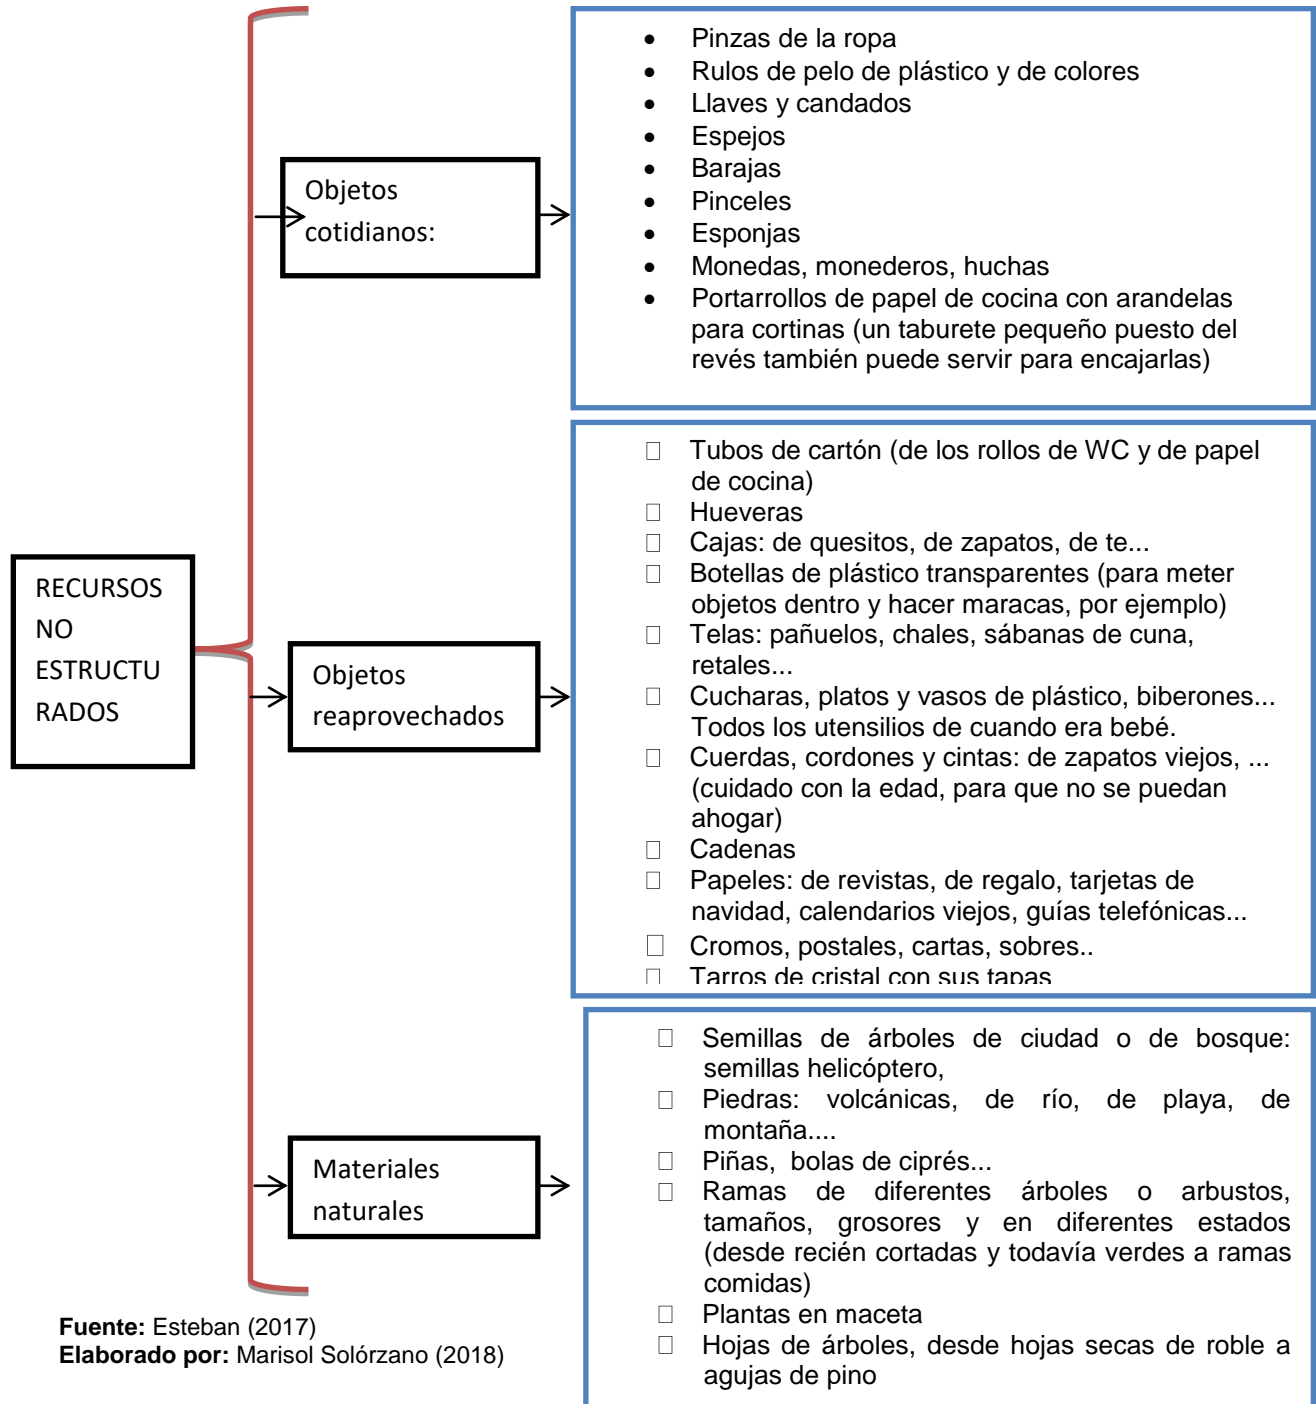 RECURSOS
NO
ESTRUCTU
RADOS
Objetos
cotidianos:
• Pinzas de la ropa
• Rulos de pelo de plástico y de colores
• Llaves y candados
• Espejos
• Barajas
• Pinceles
• Esponjas
• Monedas, monederos, huchas
• Portarrollos de papel de cocina con arandelas
para cortinas (un taburete pequeño puesto del
revés también puede servir para encajarlas)
Objetos
reaprovechados
□ Tubos de cartón (de los rollos de WC y de papel
de cocina)
□ Hueveras
□ Cajas: de quesitos, de zapatos, de te...
□ Botellas de plástico transparentes (para meter
objetos dentro y hacer maracas, por ejemplo)
□ Telas: pañuelos, chales, sábanas de cuna,
retales...
□ Cucharas, platos y vasos de plástico, biberones...
Todos los utensilios de cuando era bebé.
□ Cuerdas, cordones y cintas: de zapatos viejos, ...
(cuidado con la edad, para que no se puedan
ahogar)
□ Cadenas
□ Papeles: de revistas, de regalo, tarjetas de
navidad, calendarios viejos, guías telefónicas...
□ Cromos, postales, cartas, sobres..
□ Tarros de cristal con sus tapas
Materiales
naturales
□ Semillas de árboles de ciudad o de bosque:
semillas helicóptero,
□ Piedras: volcánicas, de río, de playa, de
montaña....
□ Piñas, bolas de ciprés...
□ Ramas de diferentes árboles o arbustos,
tamaños, grosores y en diferentes estados
(desde recién cortadas y todavía verdes a ramas
comidas)
□ Plantas en maceta
□ Hojas de árboles, desde hojas secas de roble a
agujas de pino
Fuente: Esteban (2017)
Elaborado por: Marisol Solórzano (2018)